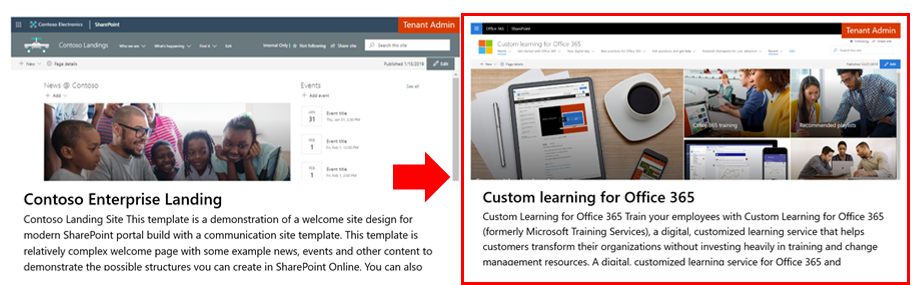 Contoso Electronics
SharePoint
Tenant Admin
Contoso Landings
Who we are
What's happening
Find it
Edit
Internal Only
Not following
Share site
Search this site
New
Page details
Published 1/15/2019
Edit
News @ Contoso
Add
Events
See all
Add event
31
Event title
Event title
1
Event title
Contoso Enterprise Landing
Contoso Landing Site This template is a demonstration of a welcome site design for
modern SharePoint portal build with a communication site template. This template is
relatively complex welcome page with some example news, events and other content to
demonstrate the possible structures you can create in SharePoint Online. You can also
Office 365
SharePoint
Tenant Admin
Custom learning for Office 365
Search this site
New
Page details
Edit
Office 365 training
Recommended playlists
Custom learning for Office 365
Custom Learning for Office 365 Train your employees with Custom Learning for Office 365
(formerly Microsoft Training Services), a digital, customized learning service that helps
customers transform their organizations without investing heavily in training and change
management resources. A digital, customized learning service for Office 365 and